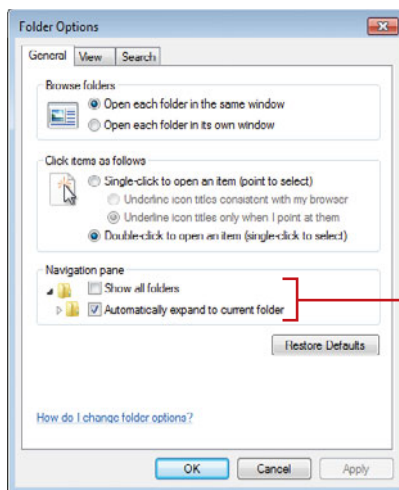 Folder Options
General View Search
Browse folders
Open each folder in the same window
Open each folder in its own window
Click items as follows
Single-click to open an item (point to select)
Underline icon titles consistent with my browser
Underline icon titles only when I point at them
Double-click to open an item (single-click to select)
Navigation pane
Show all folders
Automatically expand to current folder
Restore Defaults
How do I change folder options?
OK Cancel Apply